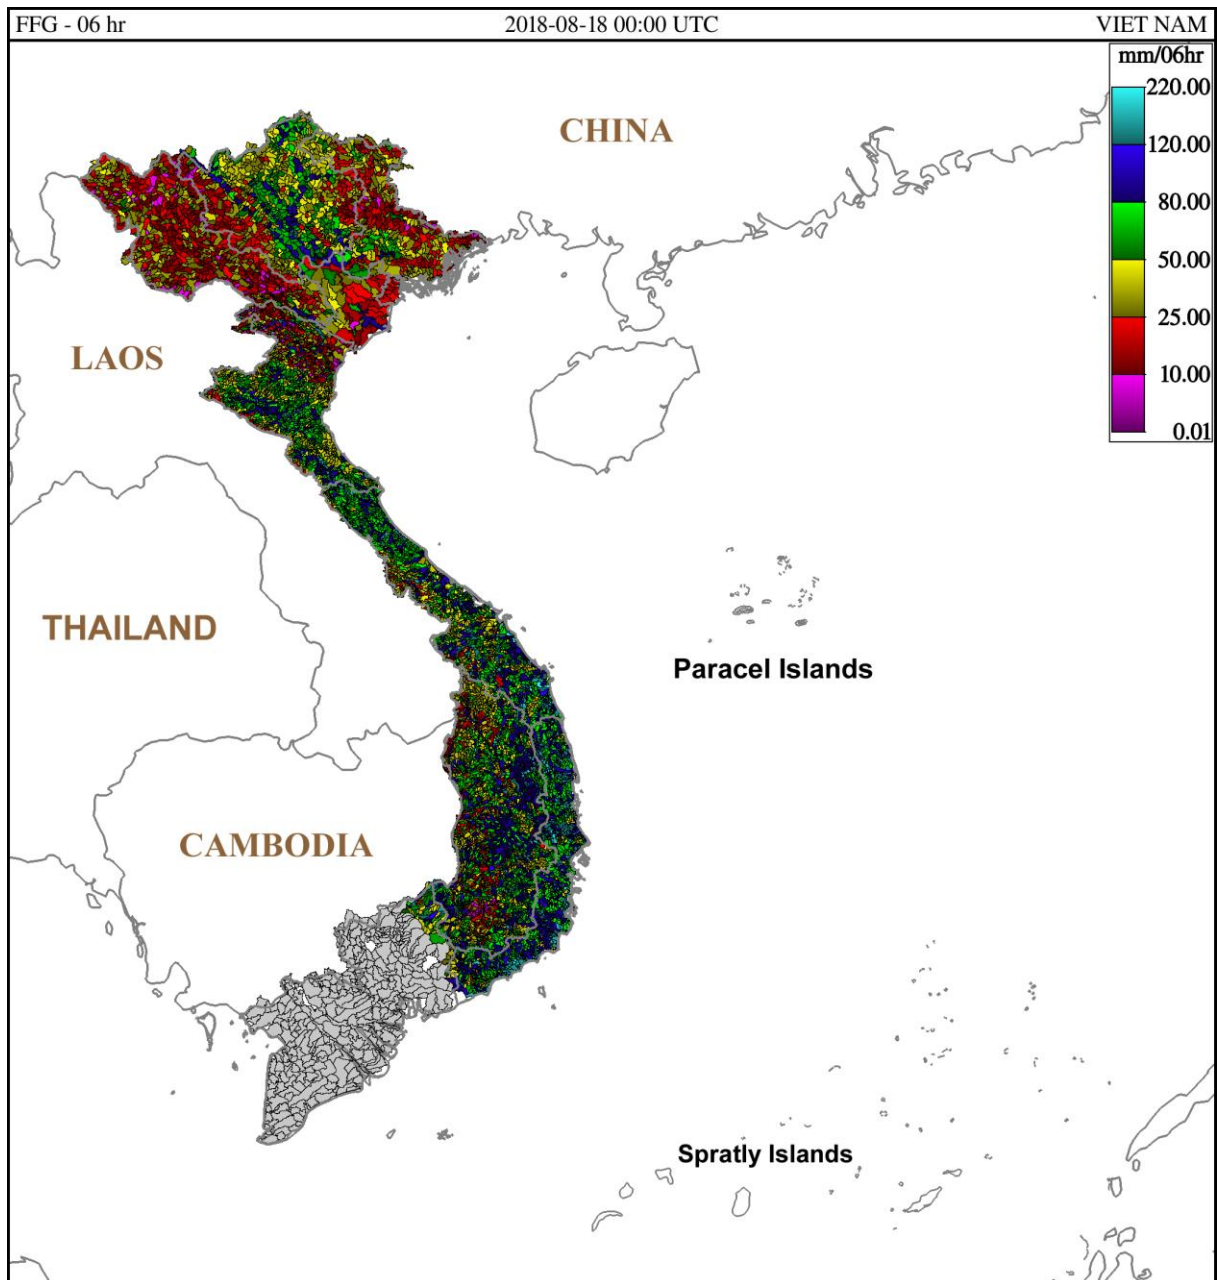 FFG - 06 hr
2018-08-18 00:00 UTC
VIET NAM
mm/06hr
220.00
120.00
80.00
50.00
25.00
10.00
0.01
CHINA
LAOS
THAILAND
Paracel Islands
CAMBODIA
Spratly Islands